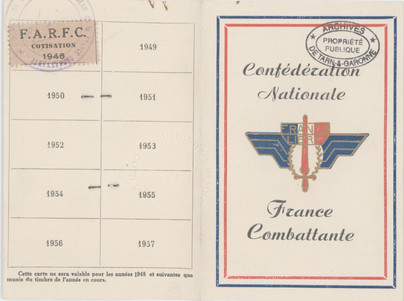 F.A.R.F.C.
COTISATION
1948
1949
1950
1951
1952
1953
1954
1955
1956
1957
Cette carte ne sera valable pour les années 1948 et suivantes que
munie du timbre de l'année en cours.
ARCHIVES
PROPRIÉTÉ
PUBLIQUE
DE TARN & GARONNE
Confédération
Nationale
FRANCE
LIBRE
France
Combattante